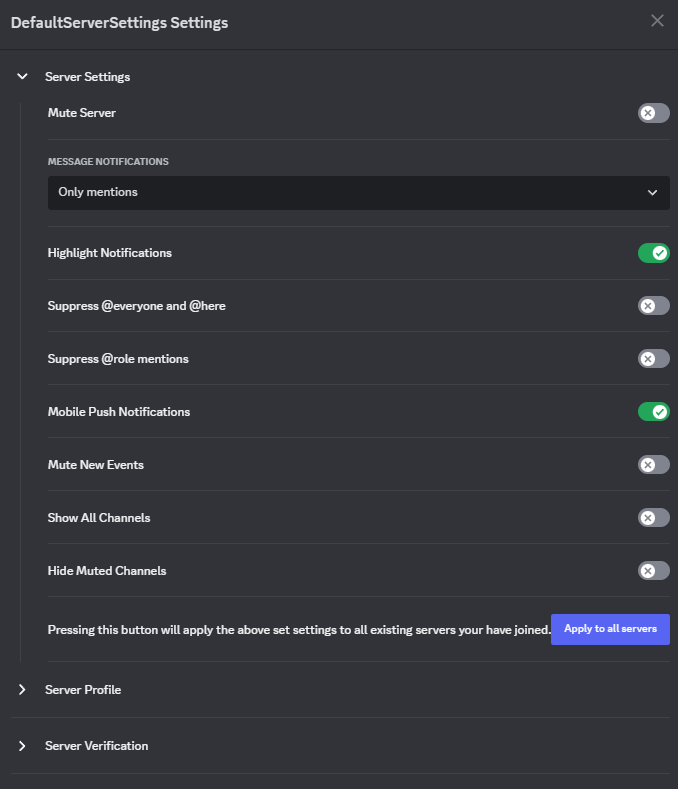 DefaultServerSettings Settings
Server Settings
Mute Server
MESSAGE NOTIFICATIONS
Only mentions
Highlight Notifications
Suppress @everyone and @here
Suppress @role mentions
Mobile Push Notifications
Mute New Events
Show All Channels
Hide Muted Channels
Pressing this button will apply the above set settings to all existing servers your have joined. Apply to all servers
Server Profile
Server Verification